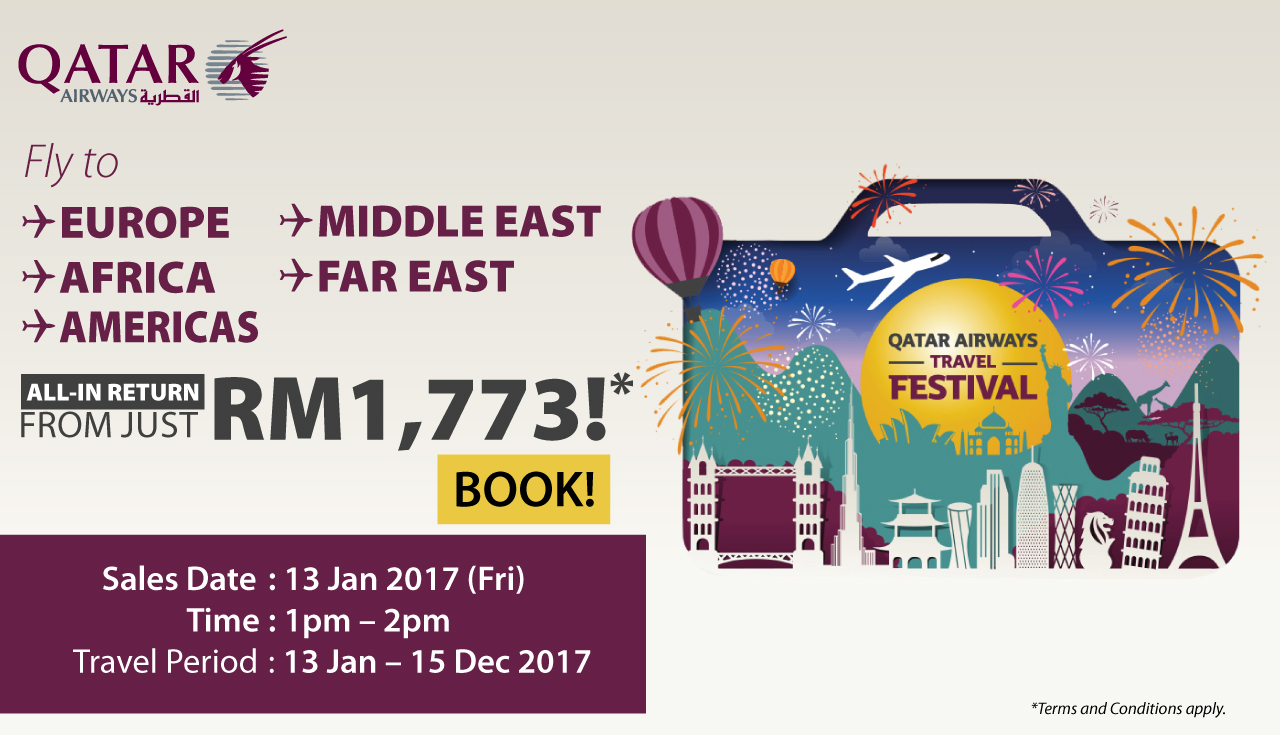 QATAR
AIRWAYS القطرية
Fly to
EUROPE
MIDDLE EAST
AFRICA
FAR EAST
AMERICAS
ALL-IN RETURN
FROM JUST
RM1,773!*
BOOK!
Sales Date : 13 Jan 2017 (Fri)
Time : 1pm – 2pm
Travel Period : 13 Jan – 15 Dec 2017
QATAR AIRWAYS
TRAVEL
FESTIVAL
*Terms and Conditions apply.